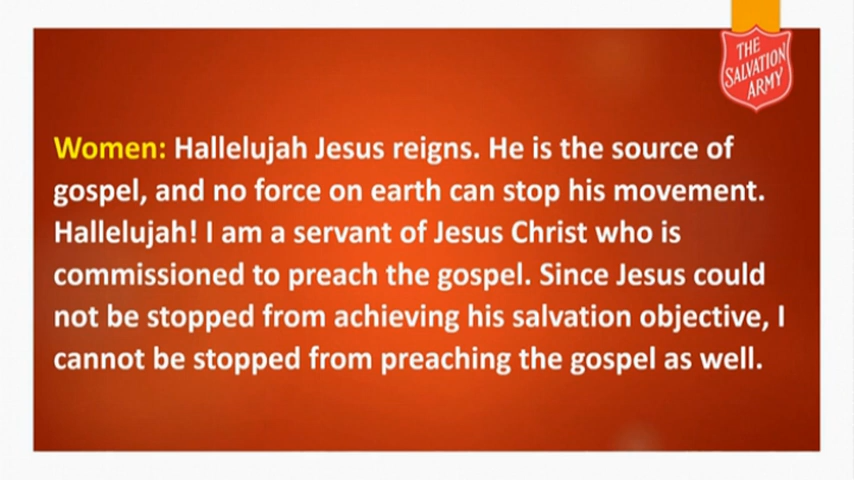 THE
SALVATION
ARMY
Women: Hallelujah Jesus reigns. He is the source of
gospel, and no force on earth can stop his movement.
Hallelujah! I am a servant of Jesus Christ who is
commissioned to preach the gospel. Since Jesus could
not be stopped from achieving his salvation objective, I
cannot be stopped from preaching the gospel as well.